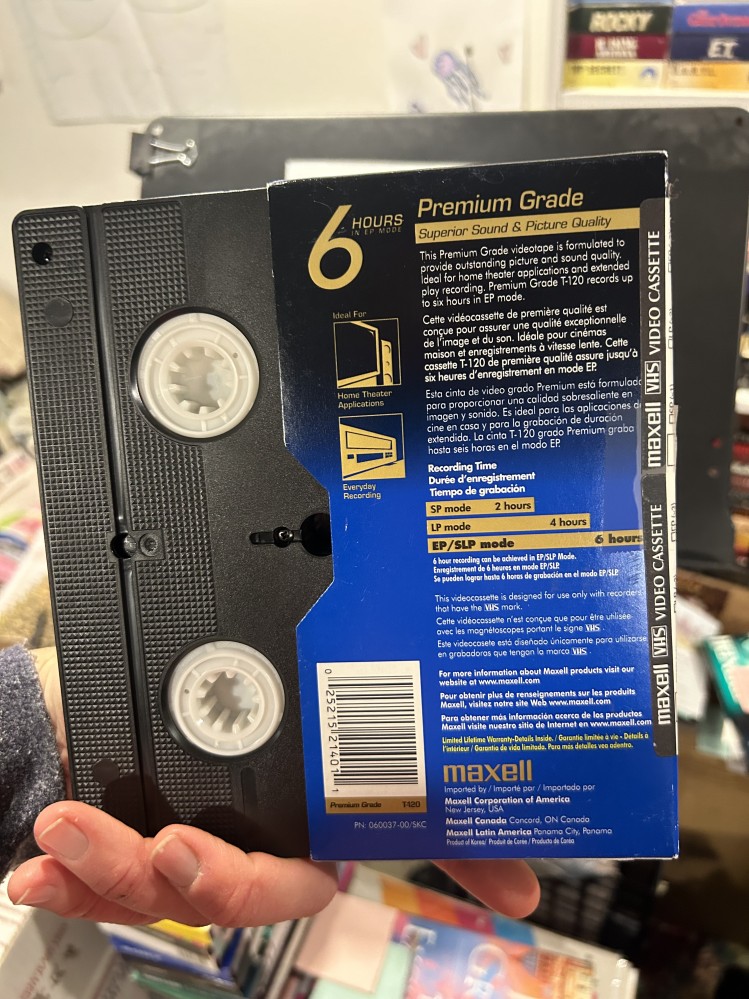 ROCKY
ET
6 HOURS
IN EP MODE
Premium Grade
Superior Sound & Picture Quality
This Premium Grade videotape is formulated to
provide outstanding picture and sound quality.
Ideal for home theater applications and extended
play recording. Premium Grade T-120 records up
to six hours in EP mode.
Cette vidéocassette de première qualité est
conçue pour assurer une qualité exceptionnelle
de l'image et du son. Idéale pour cinémas
maison et enregistrements à vitesse lente. Cette
cassette T-120 de première qualité assure jusqu'à
six heures d'enregistrement en mode EP.
Esta cinta de video grado Premium está formulada
para proporcionar una calidad sobresaliente en
imagen y sonido. Es ideal para las aplicaciones de
cine en casa y para la grabación de duración
extendida. La cinta T-120 grado Premium graba
hasta seis horas en el modo EP.
Ideal For
Home Theater
Applications
Everyday
Recording
Recording Time
Durée d'enregistrement
Tiempo de grabación
SP mode 2 hours
LP mode 4 hours
EP/SLP mode 6 hours
6 hour recording can be achieved in EP/SLP Mode.
Enregistrement de 6 heures en mode EP/SLP.
Se pueden lograr hasta 6 horas de grabación en el modo EP/SLP.
This videocassette is designed for use only with recorders
that have the VHS mark.
Cette vidéocassette n'est conçue que pour être utilisée
avec les magnétoscopes portant le signe VHS.
Este videocasete está diseñado únicamente para utilizarse
en grabadoras que tengan la marca VHS.
For more information about Maxell products visit our
website at www.maxell.com
Pour obtenir plus de renseignements sur les produits
Maxell, visitez notre site Web www.maxell.com
Para obtener más información acerca de los productos
Maxell visite nuestro sitio de Internet en www.maxell.com
Limited Lifetime Warranty-Details Inside. / Garantie limitée à vie - Détails à
l'intérieur / Garantía de vida limitada. Para más detalles vea adentro.
maxell
Imported by / Importé par / Importado por
Maxell Corporation of America
New Jersey, USA
Maxell Canada Concord, ON Canada
Maxell Latin America Panama City, Panama
Product of Korea/ Produit de Corée / Producto de Corea
0 25215 21401 1
Premium Grade T120
PN: 060037-00/SKC
maxell VHS VIDEO CASSETTE
maxell VHS VIDEO CASSETTE